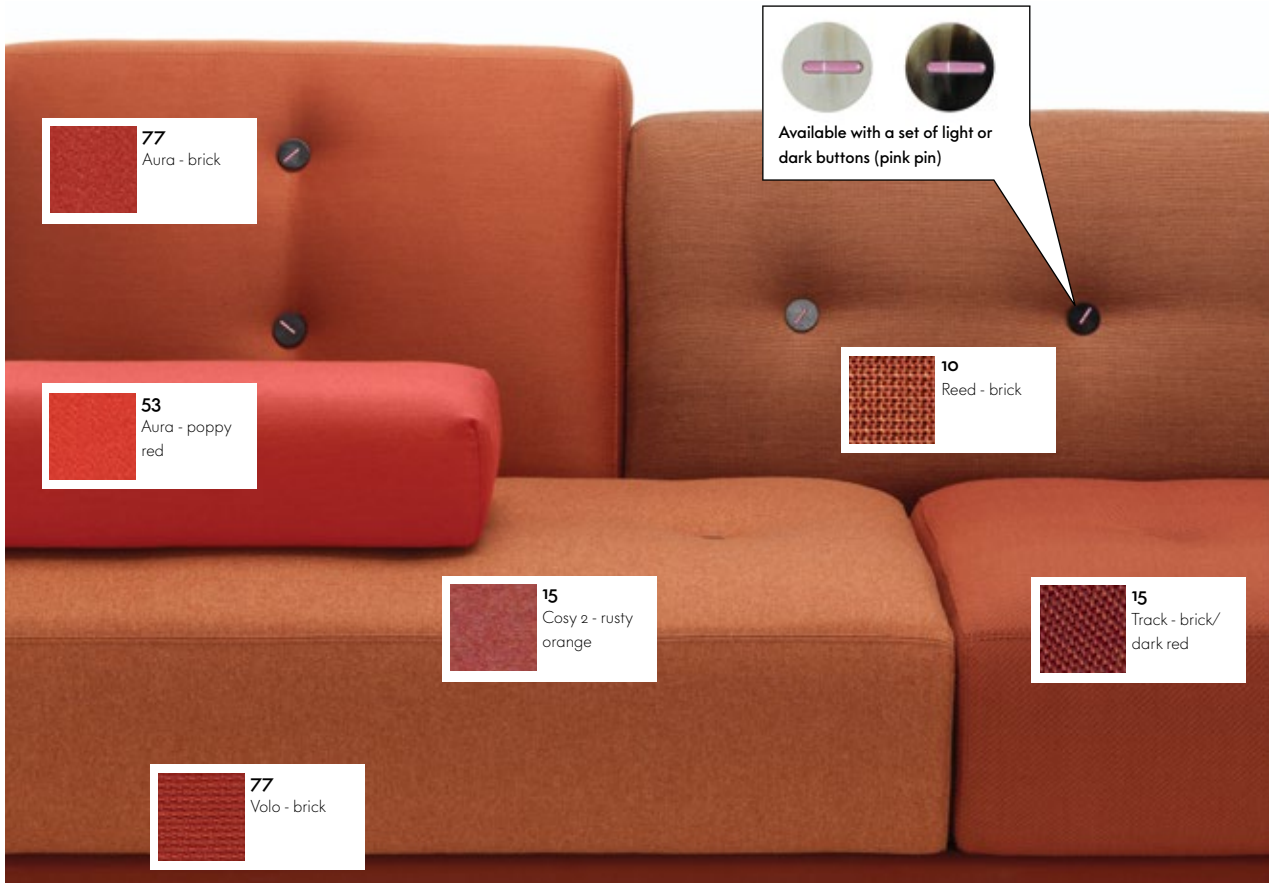 Available with a set of light or
dark buttons (pink pin)
77
Aura - brick
10
Reed - brick
53
Aura - poppy
red
15
Cosy 2 - rusty
orange
15
Track - brick/
dark red
77
Volo - brick